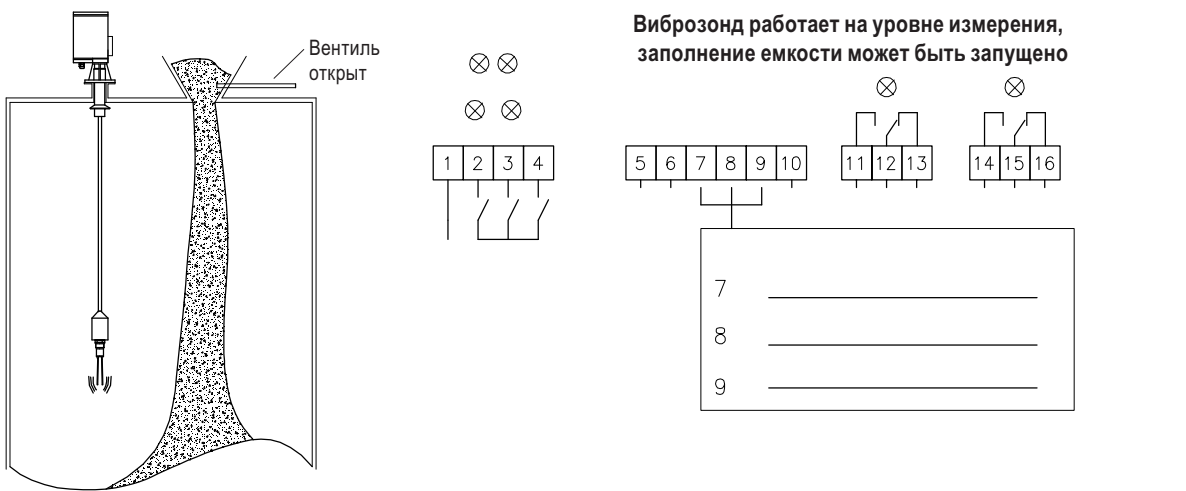 Виброзонд работает на уровне измерения,
заполнение емкости может быть запущено
Вентиль
открыт
1 2 3 4
5 6 7 8 9 10
11 12 13
14 15 16
7
8
9